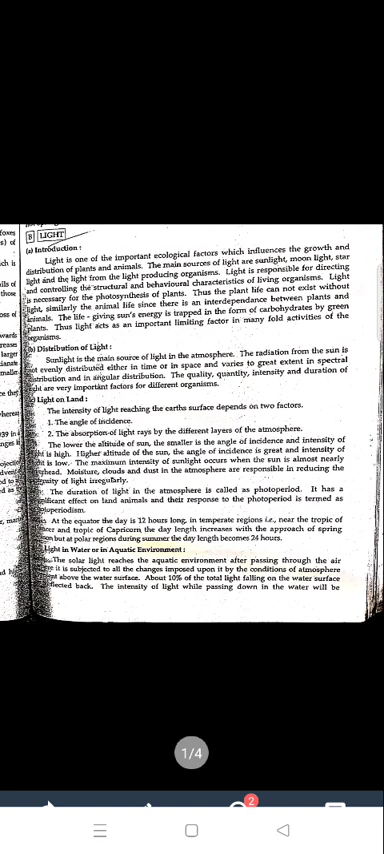 B LIGHT
(a) Introduction :
Light is one of the important ecological factors which influences the growth and
distribution of plants and animals. The main sources of light are sunlight, moon light, star
light and the light from the light producing organisms. Light is responsible for directing
and controlling the structural and behavioural characteristics of living organisms. Light
is necessary for the photosynthesis of plants. Thus the plant life can not exist without
light, similarly the animal life since there is an interdependance between plants and
animals. The life - giving sun's energy is trapped in the form of carbohydrates by green
plants. Thus light acts as an important limiting factor in many fold activities of the
organisms.
(b) Distribution of Light :
Sunlight is the main source of light in the atmosphere. The radiation from the sun is
not evenly distributed either in time or in space and varies to great extent in spectral
distribution and in angular distribution. The quality, quantity, intensity and duration of
light are very important factors for different organisms.
Light on Land :
The intensity of light reaching the earths surface depends on two factors.
1. The angle of incidence.
2. The absorption of light rays by the different layers of the atmosphere.
The lower the altitude of sun, the smaller is the angle of incidence and intensity of
is high. Higher altitude of sun, the angle of incidence is great and intensity of
is low. The maximum intensity of sunlight occurs when the sun is almost nearly
Moisture, clouds and dust in the atmosphere are responsible in reducing the
of light irregularly.
The duration of light in the atmosphere is called as photoperiod. It has a
effect on land animals and their response to the photoperiod is termed as
At the equator the day is 12 hours long, in temperate regions i.e., near the tropic of
and tropic of Capricorn the day length increases with the approach of spring
but at polar regions during summer the day length becomes 24 hours.
Light in Water or in Aquatic Environment :
The solar light reaches the aquatic environment after passing through the air
it is subjected to all the changes imposed upon it by the conditions of atmosphere
above the water surface. About 10% of the total light falling on the water surface
back. The intensity of light while passing down in the water will be
1/4
2